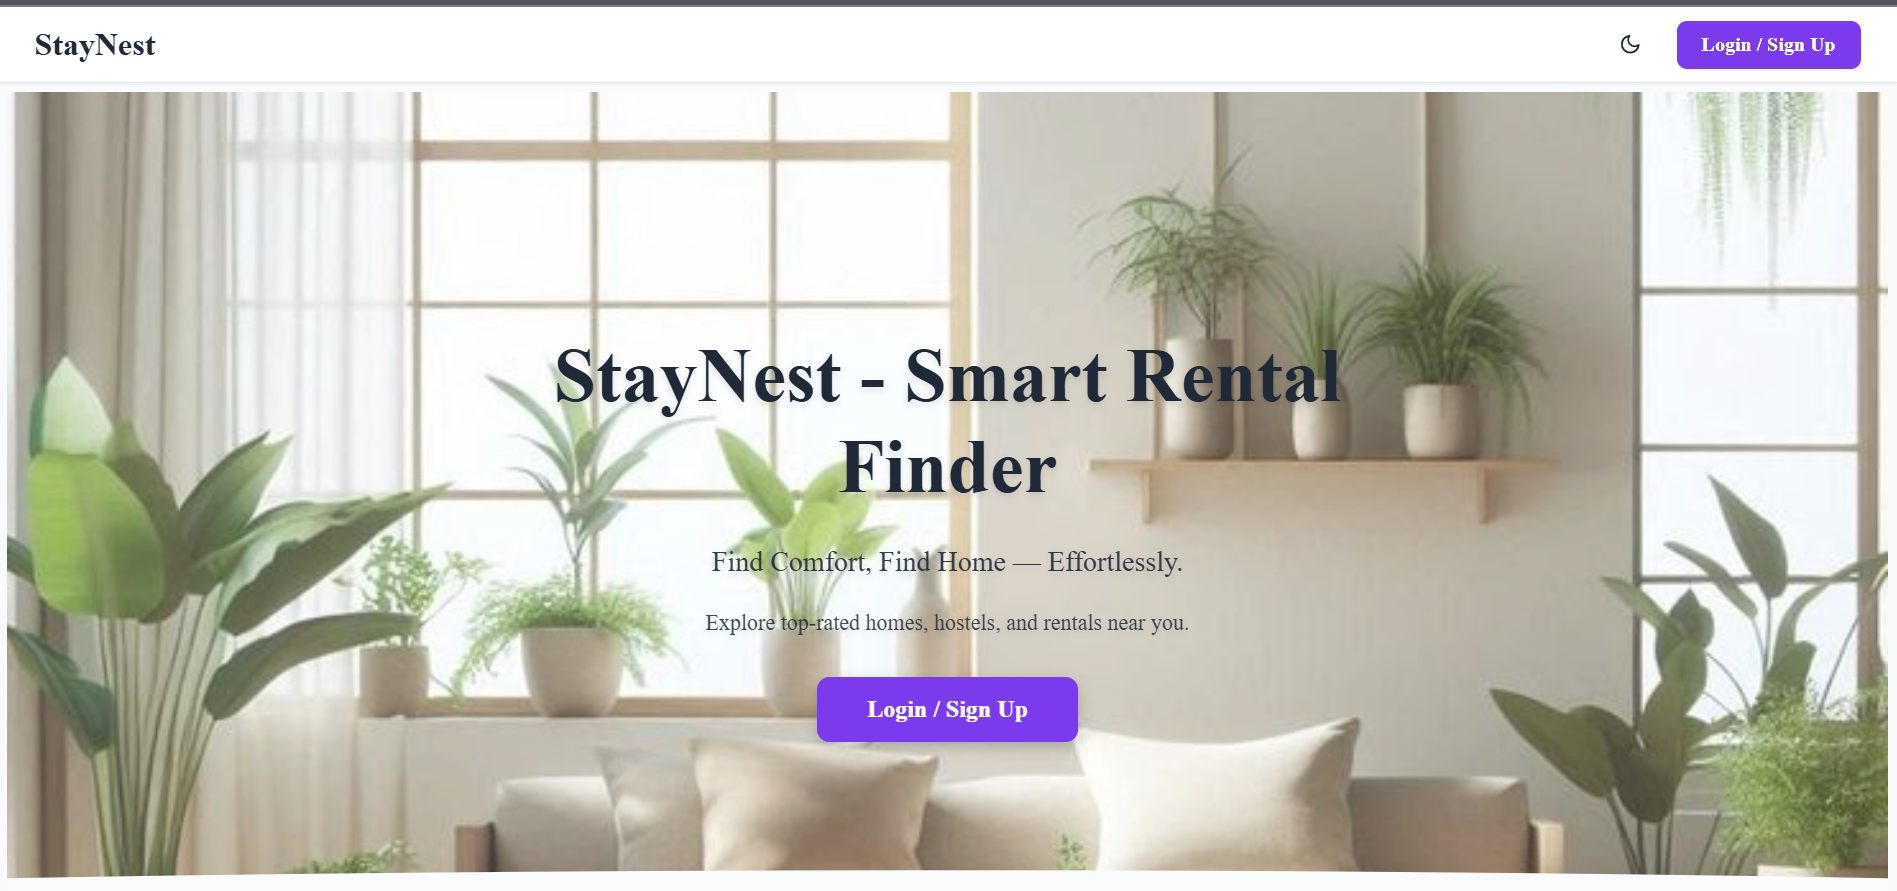 StayNest
Login / Sign Up
StayNest - Smart Rental
Finder
Find Comfort, Find Home — Effortlessly.
Explore top-rated homes, hostels, and rentals near you.
Login / Sign Up